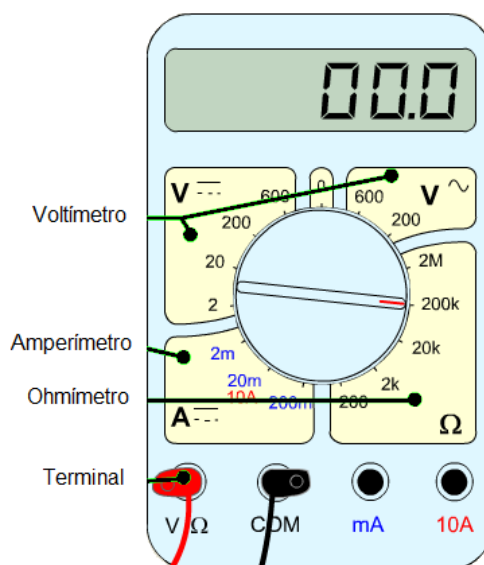 00.0
V
V
600
0
600
200
200
Voltímetro
20
2M
2
200k
Amperímetro
2m
20k
20m
10A
2k
Ohmímetro
200m
200
A
Ω
Terminal
V Ω
COM
mA
10A